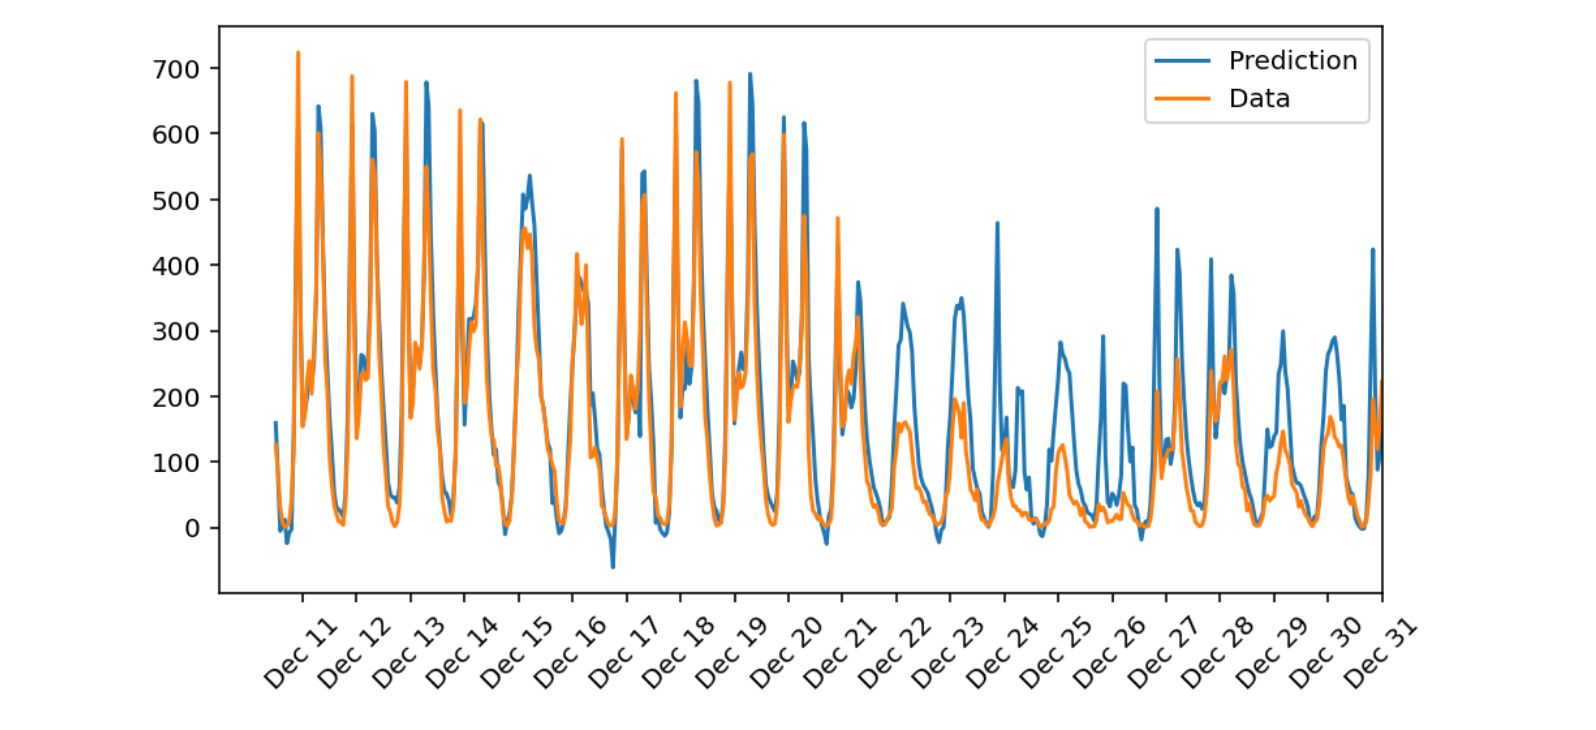 Prediction
Data
700
600
500
400
300
200
100
0
Dec 11
Dec 12
Dec 13
Dec 14
Dec 15
Dec 16
Dec 17
Dec 18
Dec 19
Dec 20
Dec 21
Dec 22
Dec 23
Dec 24
Dec 25
Dec 26
Dec 27
Dec 28
Dec 29
Dec 30
Dec 31